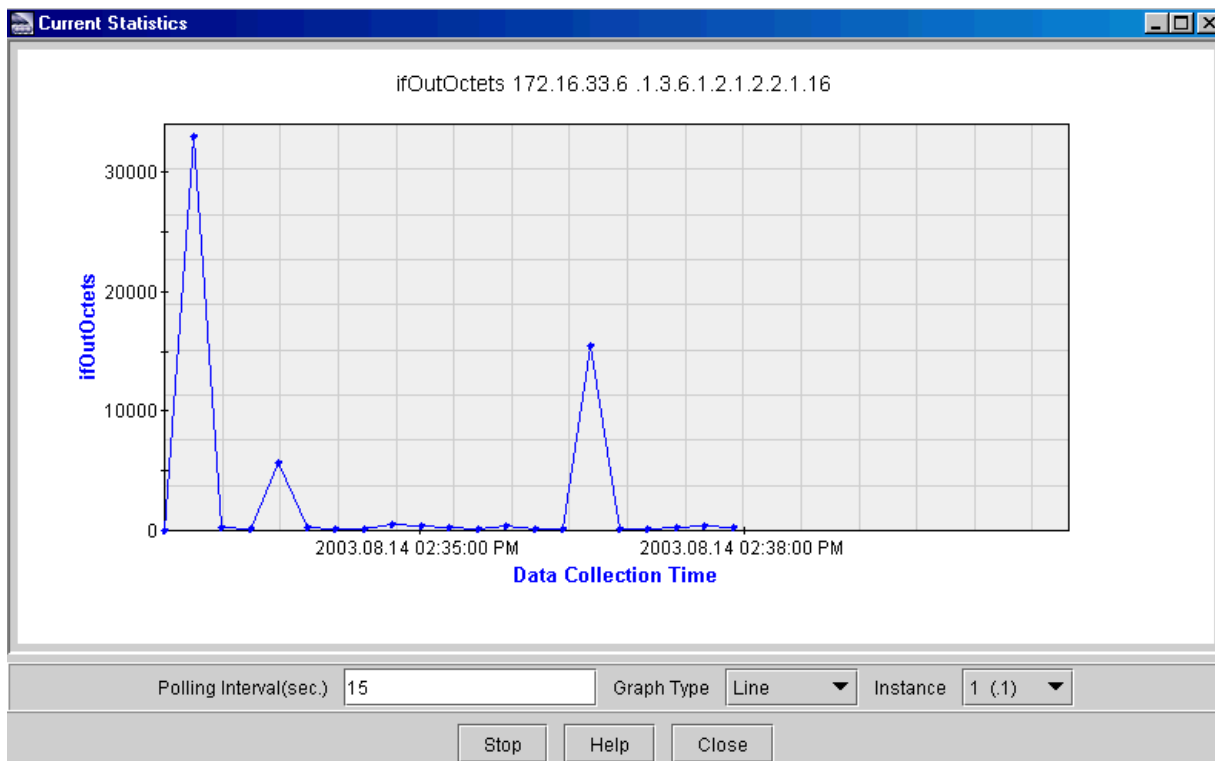 Current Statistics
ifOutOctets 172.16.33.6 .1.3.6.1.2.1.2.2.1.16
30000
20000
10000
0
ifOutOctets
2003.08.14 02:35:00 PM 2003.08.14 02:38:00 PM
Data Collection Time
Polling Interval(sec.) 15 Graph Type Line Instance 1 (.1)
Stop Help Close